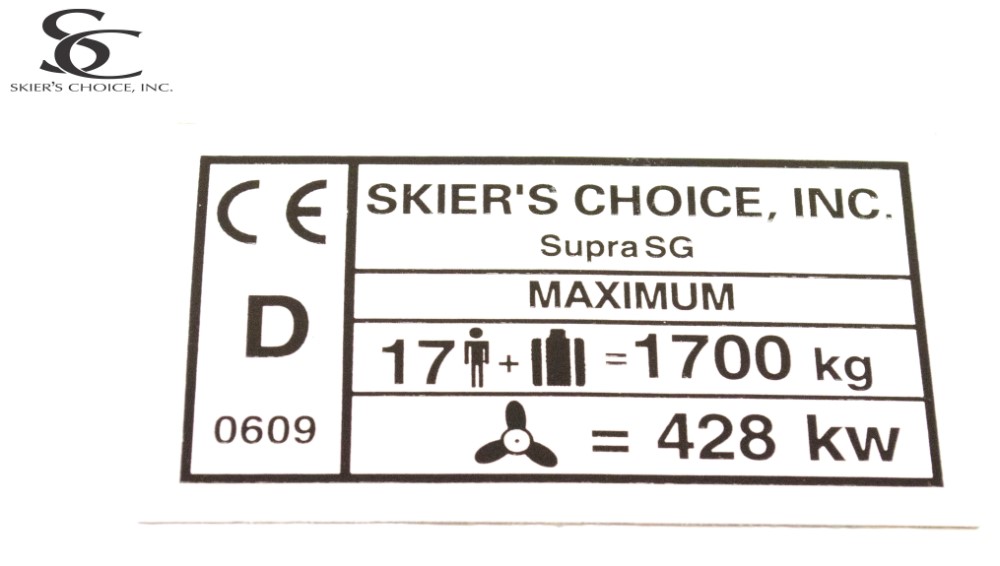 SC
SKIER'S CHOICE, INC.
CE
D
0609
SKIER'S CHOICE, INC.
Supra SG
MAXIMUM
17 + = 1700 kg
= 428 kw